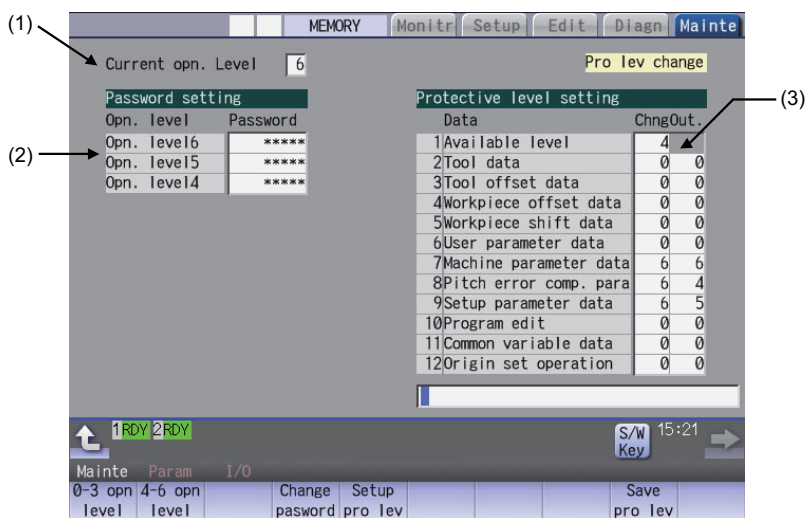 (1)
MEMORY Monitr Setup Edit Diagn Mainte
Current opn. Level 6
Pro lev change
Password setting
Opn. level Password
(2)
Opn. level6 *****
Opn. level5 *****
Opn. level4 *****
Protective level setting
(3)
Data Chng Out.
1 Available level 4
2 Tool data 0 0
3 Tool offset data 0 0
4 Workpiece offset data 0 0
5 Workpiece shift data 0 0
6 User parameter data 0 0
7 Machine parameter data 6 6
8 Pitch error comp. para 6 4
9 Setup parameter data 6 5
10 Program edit 0 0
11 Common variable data 0 0
12 Origin set operation 0 0
1 RDY 2 RDY
S/W Key 15:21
Mainte Param I/O
0-3 opn 4-6 opn Change Setup Save
level level pasword pro lev pro lev